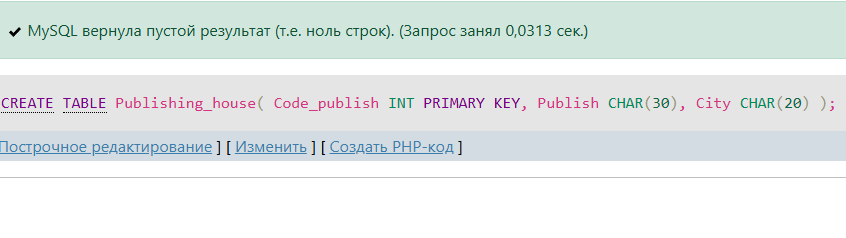 MySQL вернула пустой результат (т.е. ноль строк). (Запрос занял 0,0313 сек.)
CREATE TABLE Publishing_house( Code_publish INT PRIMARY KEY, Publish CHAR(30), City CHAR(20) );
Построчное редактирование ] [ Изменить ] [ Создать PHP-код ]